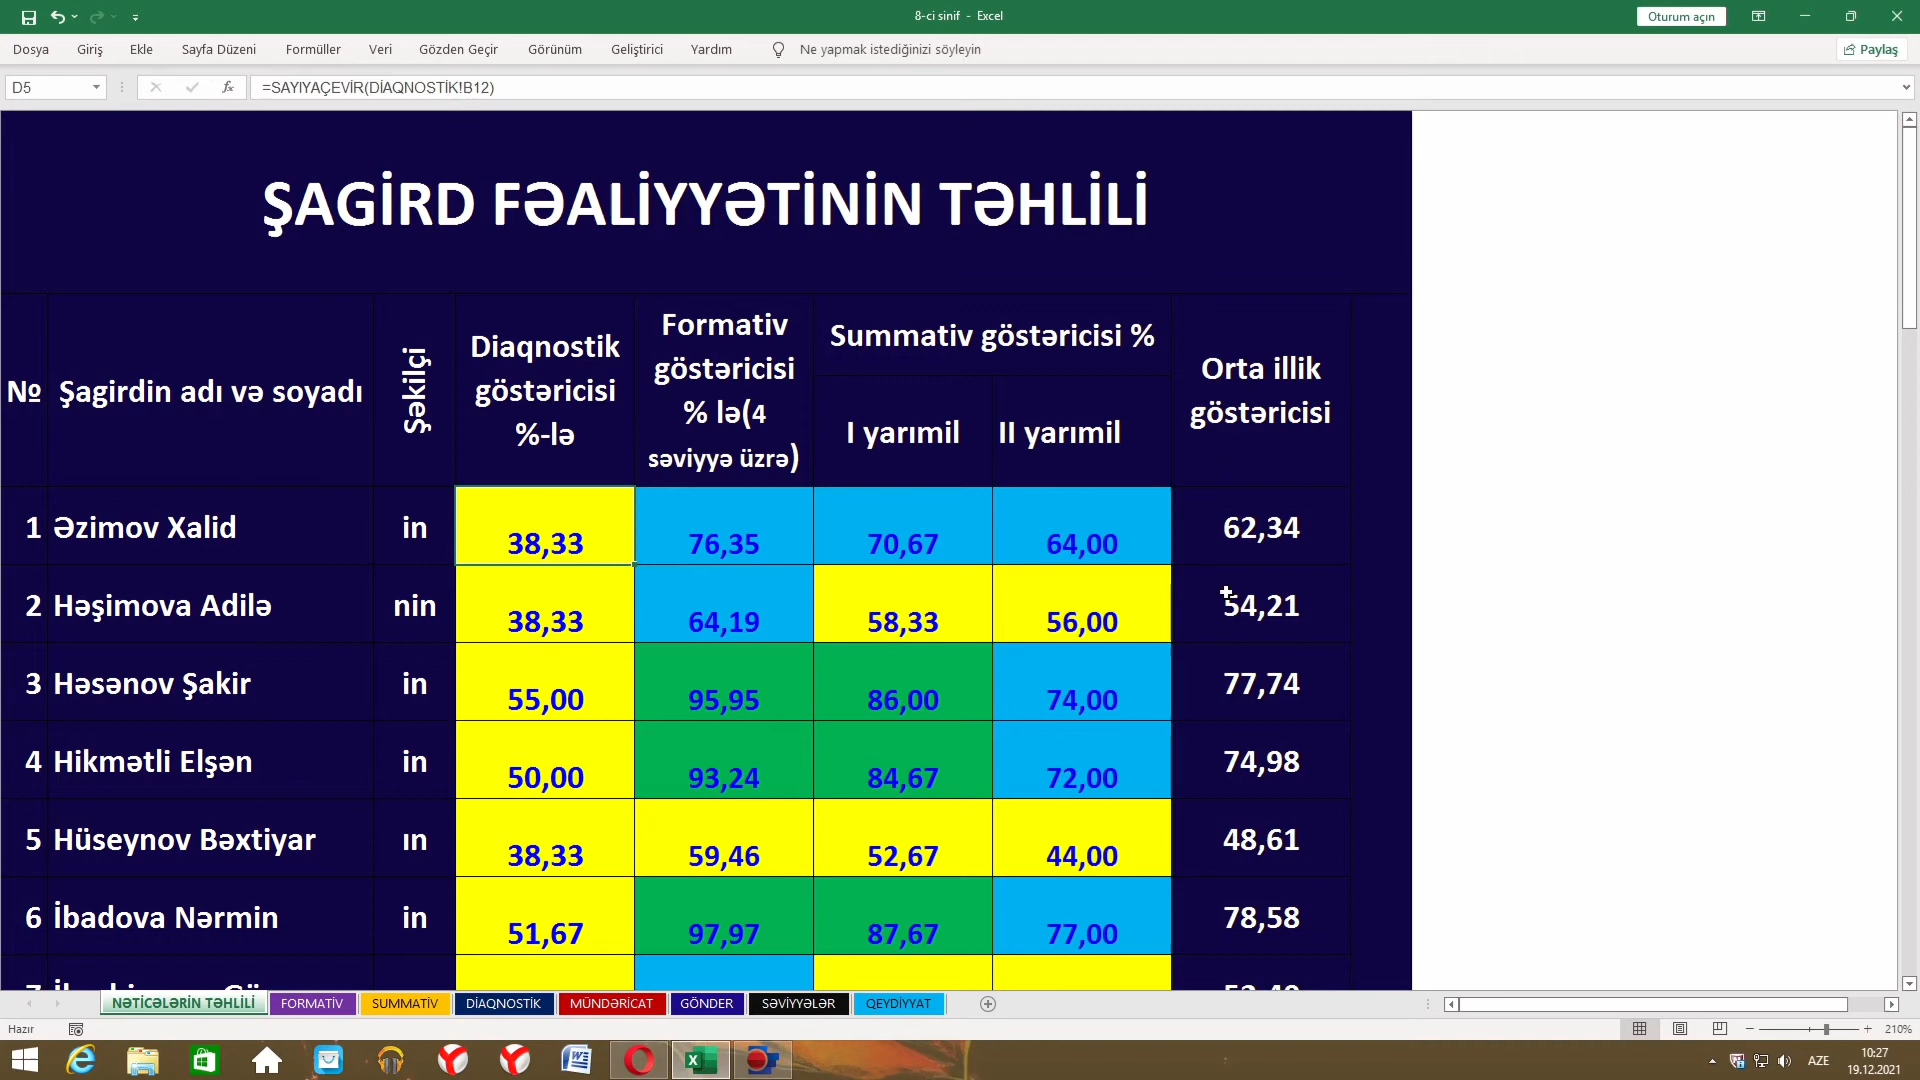 8-ci sinif - Excel
Oturum açın
Dosya Giriş Ekle Sayfa Düzeni Formüller Veri Gözden Geçir Görünüm Geliştirici Yardım Ne yapmak istediğinizi söyleyin Paylaş
D5 fx =SAYIYAÇEVİR(DİAQNOSTİK!B12)
ŞAGİRD FƏALİYYƏTİNİN TƏHLİLİ
№
Şagirdin adı və soyadı
Şəkilçi
Diaqnostik
göstəricisi
%-lə
Formativ
göstəricisi
% lə(4
səviyyə üzrə)
Summativ göstəricisi %
I yarımil II yarımil
Orta illik
göstəricisi
1 Əzimov Xalid in 38,33 76,35 70,67 64,00 62,34
2 Həşimova Adilə nin 38,33 64,19 58,33 56,00 54,21
3 Həsənov Şakir in 55,00 95,95 86,00 74,00 77,74
4 Hikmətli Elşən in 50,00 93,24 84,67 72,00 74,98
5 Hüseynov Bəxtiyar ın 38,33 59,46 52,67 44,00 48,61
6 İbadova Nərmin in 51,67 97,97 87,67 77,00 78,58
NƏTİCƏLƏRİN TƏHLİLİ FORMATİV SUMMATİV DİAQNOSTİK MÜNDƏRİCAT GÖNDER SƏVİYYƏLƏR QEYDİYYAT
Hazır 210%
AZE 10:27
19.12.2021